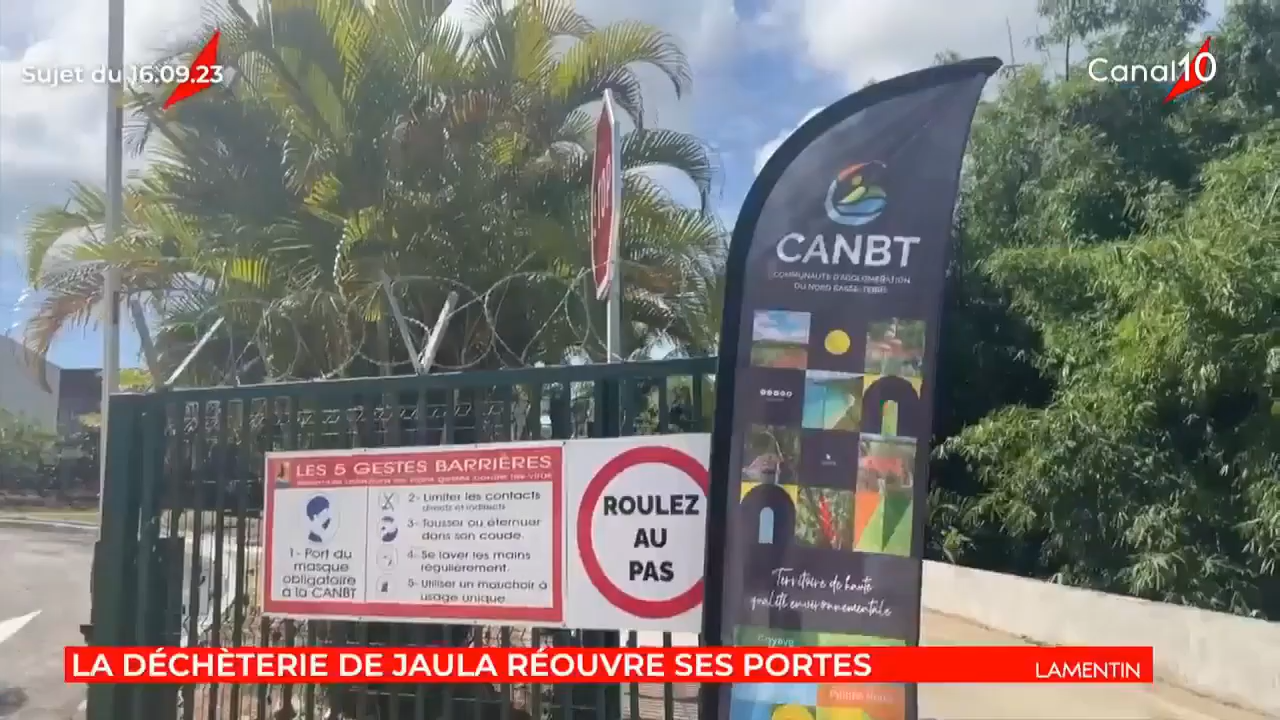 Sujet du 16.09.23
Canal10
STOP
CANBT
COMMUNAUTÉ D'AGGLOMÉRATION
DU NORD BASSE-TERRE
LES 5 GESTES BARRIÈRES
1- Port du
masque
obligatoire
à la CANBT
2- Limiter les contacts
directs et indirects
3- Tousser ou éternuer
dans son coude.
4- Se laver les mains
régulièrement.
5- Utiliser un mouchoir à
usage unique.
ROULEZ
AU
PAS
Territoire de haute
qualité environnementale
Goyave
LA DÉCHÈTERIE DE JAULA RÉOUVRE SES PORTES
LAMENTIN